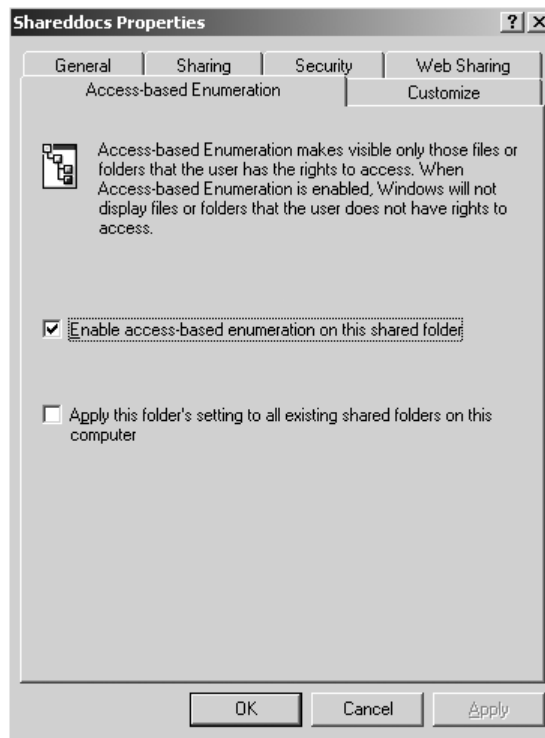 Shareddocs Properties
General Sharing Security Web Sharing
Access-based Enumeration Customize
Access-based Enumeration makes visible only those files or
folders that the user has the rights to access. When
Access-based Enumeration is enabled, Windows will not
display files or folders that the user does not have rights to
access.
Enable access-based enumeration on this shared folder
Apply this folder's setting to all existing shared folders on this
computer
OK Cancel Apply